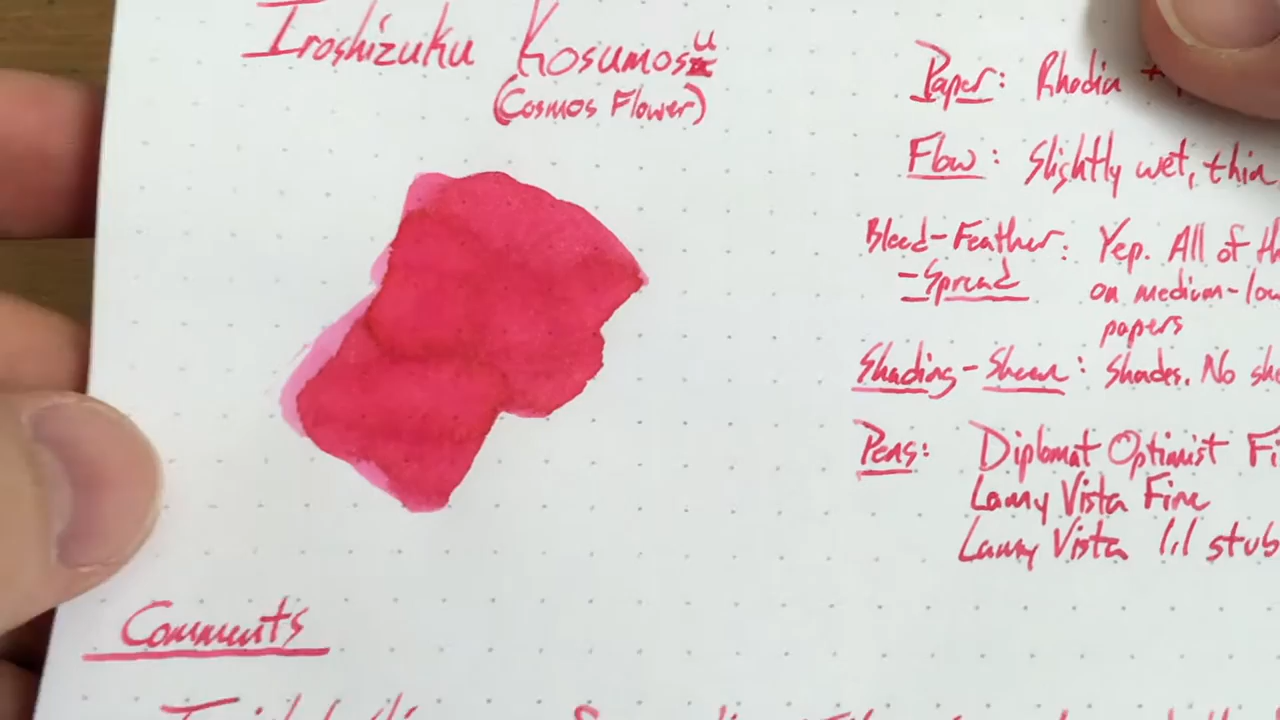 Iroshizuku Kosumosu
(Cosmos Flower)
Paper: Rhodia +
Flow: Slightly wet, thin
Bleed-Feather: Yep. All of th
-Spread on medium-low
papers
Shading-Sheen: Shades. No she
Pens: Diplomat Optimist Fi
Lamy Vista Fine
Lamy Vista 1.1 stub
Comments